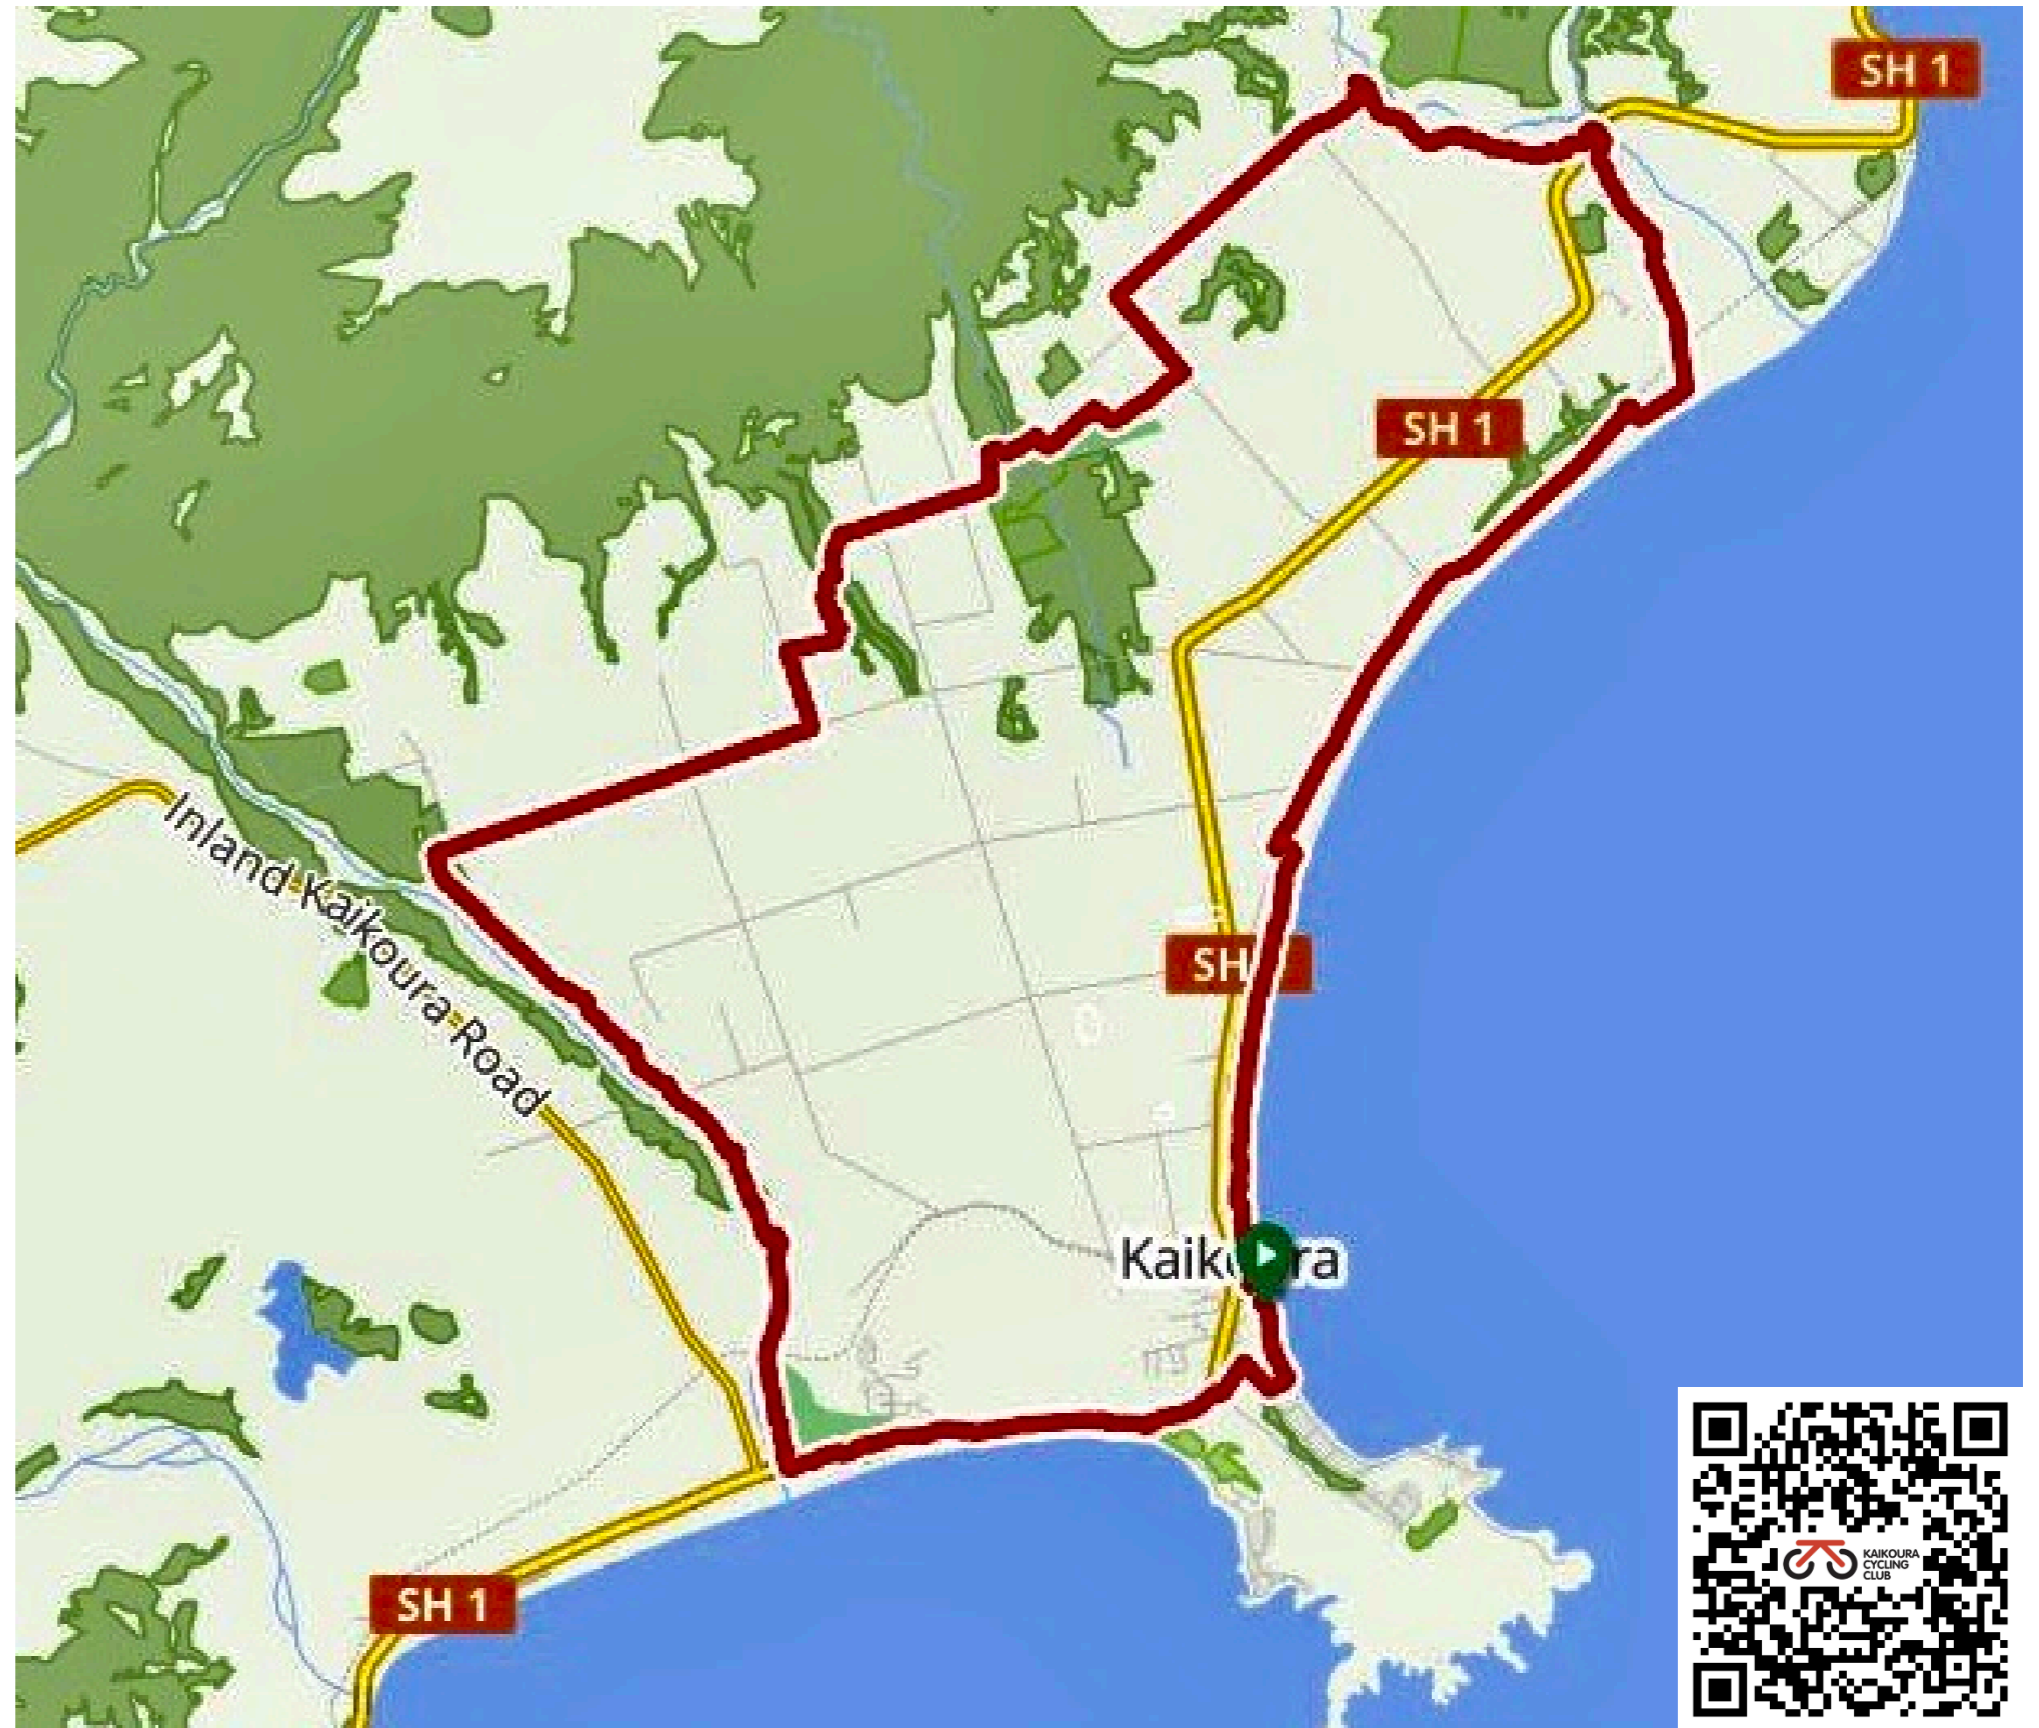 SH 1
SH 1
Inland Kaikoura Road
SH
Kaik
ra
SH 1
KAIKOURA
CYCLING
CLUB